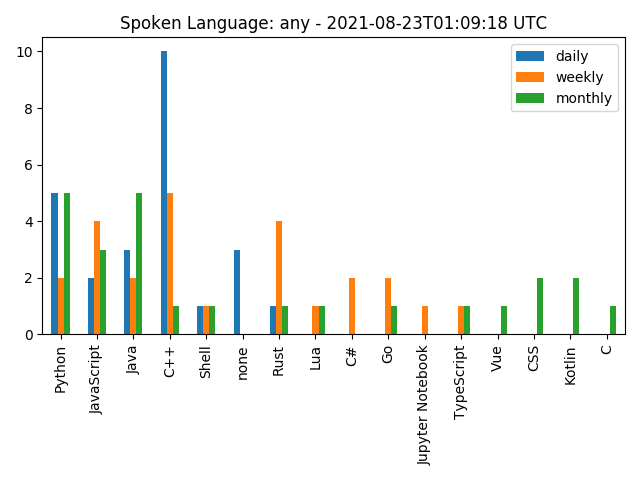 Spoken Language: any - 2021-08-23T01:09:18 UTC
daily
weekly
monthly
10
8
6
4
2
0
Python
JavaScript
Java
C++
Shell
none
Rust
Lua
C#
Go
Jupyter Notebook
TypeScript
Vue
CSS
Kotlin
C